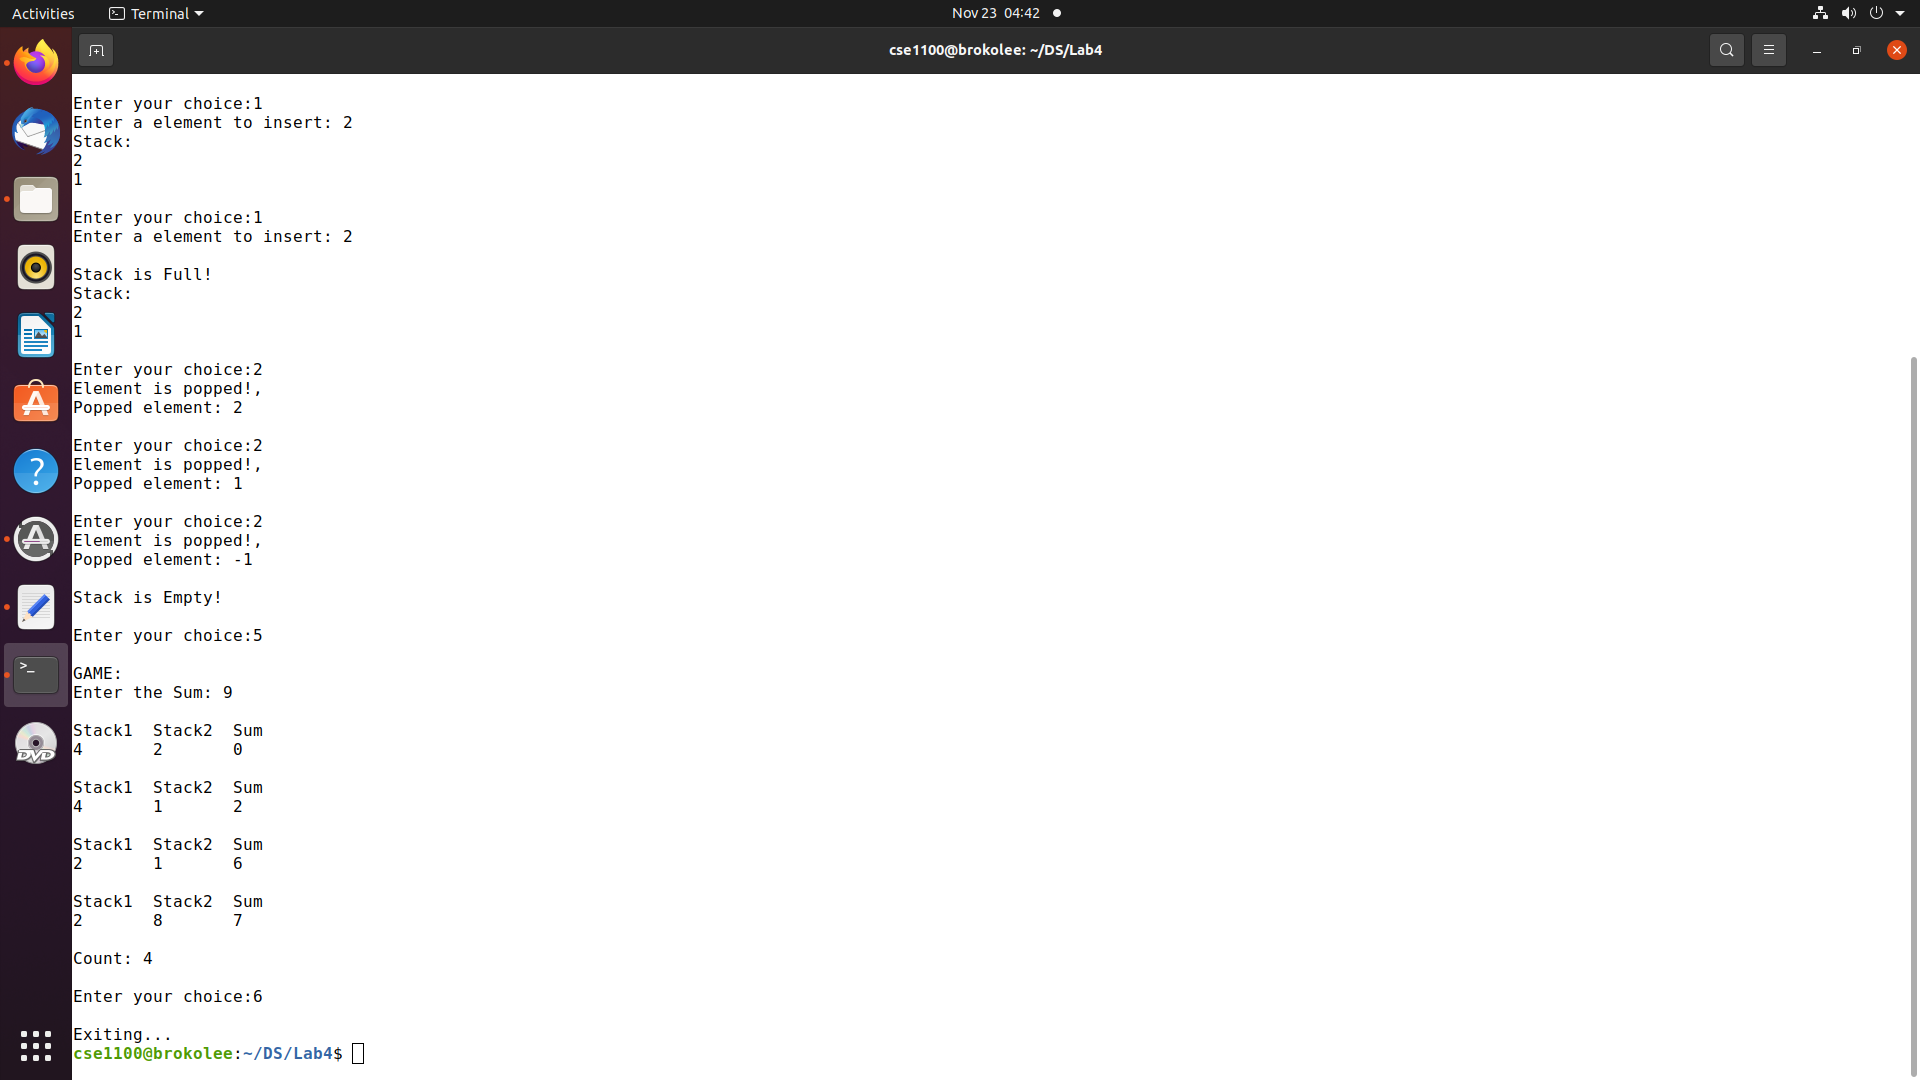 Activities Terminal Nov 23 04:42
cse1100@brokolee: ~/DS/Lab4
Enter your choice:1
Enter a element to insert: 2
Stack:
2
1
Enter your choice:1
Enter a element to insert: 2
Stack is Full!
Stack:
2
1
Enter your choice:2
Element is popped!,
Popped element: 2
Enter your choice:2
Element is popped!,
Popped element: 1
Enter your choice:2
Element is popped!,
Popped element: -1
Stack is Empty!
Enter your choice:5
GAME:
Enter the Sum: 9
Stack1 Stack2 Sum
4 2 0
Stack1 Stack2 Sum
4 1 2
Stack1 Stack2 Sum
2 1 6
Stack1 Stack2 Sum
2 8 7
Count: 4
Enter your choice:6
Exiting...
cse1100@brokolee:~/DS/Lab4$
DVD